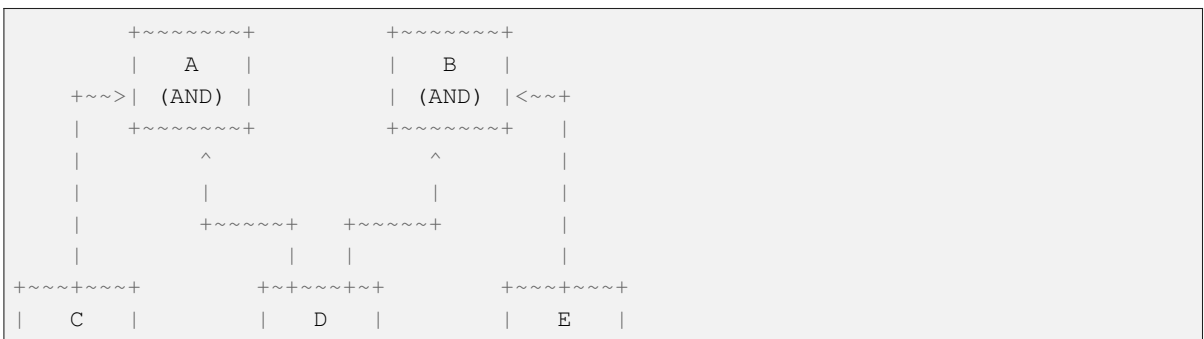 +~~~~~~~+         +~~~~~~~+
        |   A   |         |   B   |
    +~~>| (AND) |         | (AND) |<~~+
    |   +~~~~~~~+         +~~~~~~~+   |
    |        ^               ^        |
    |        |               |        |
    |        +~~~~~+   +~~~~~+        |
    |              |   |              |
+~~~+~~~+        +~+~~~+~+        +~~~+~~~+
|   C   |        |   D   |        |   E   |